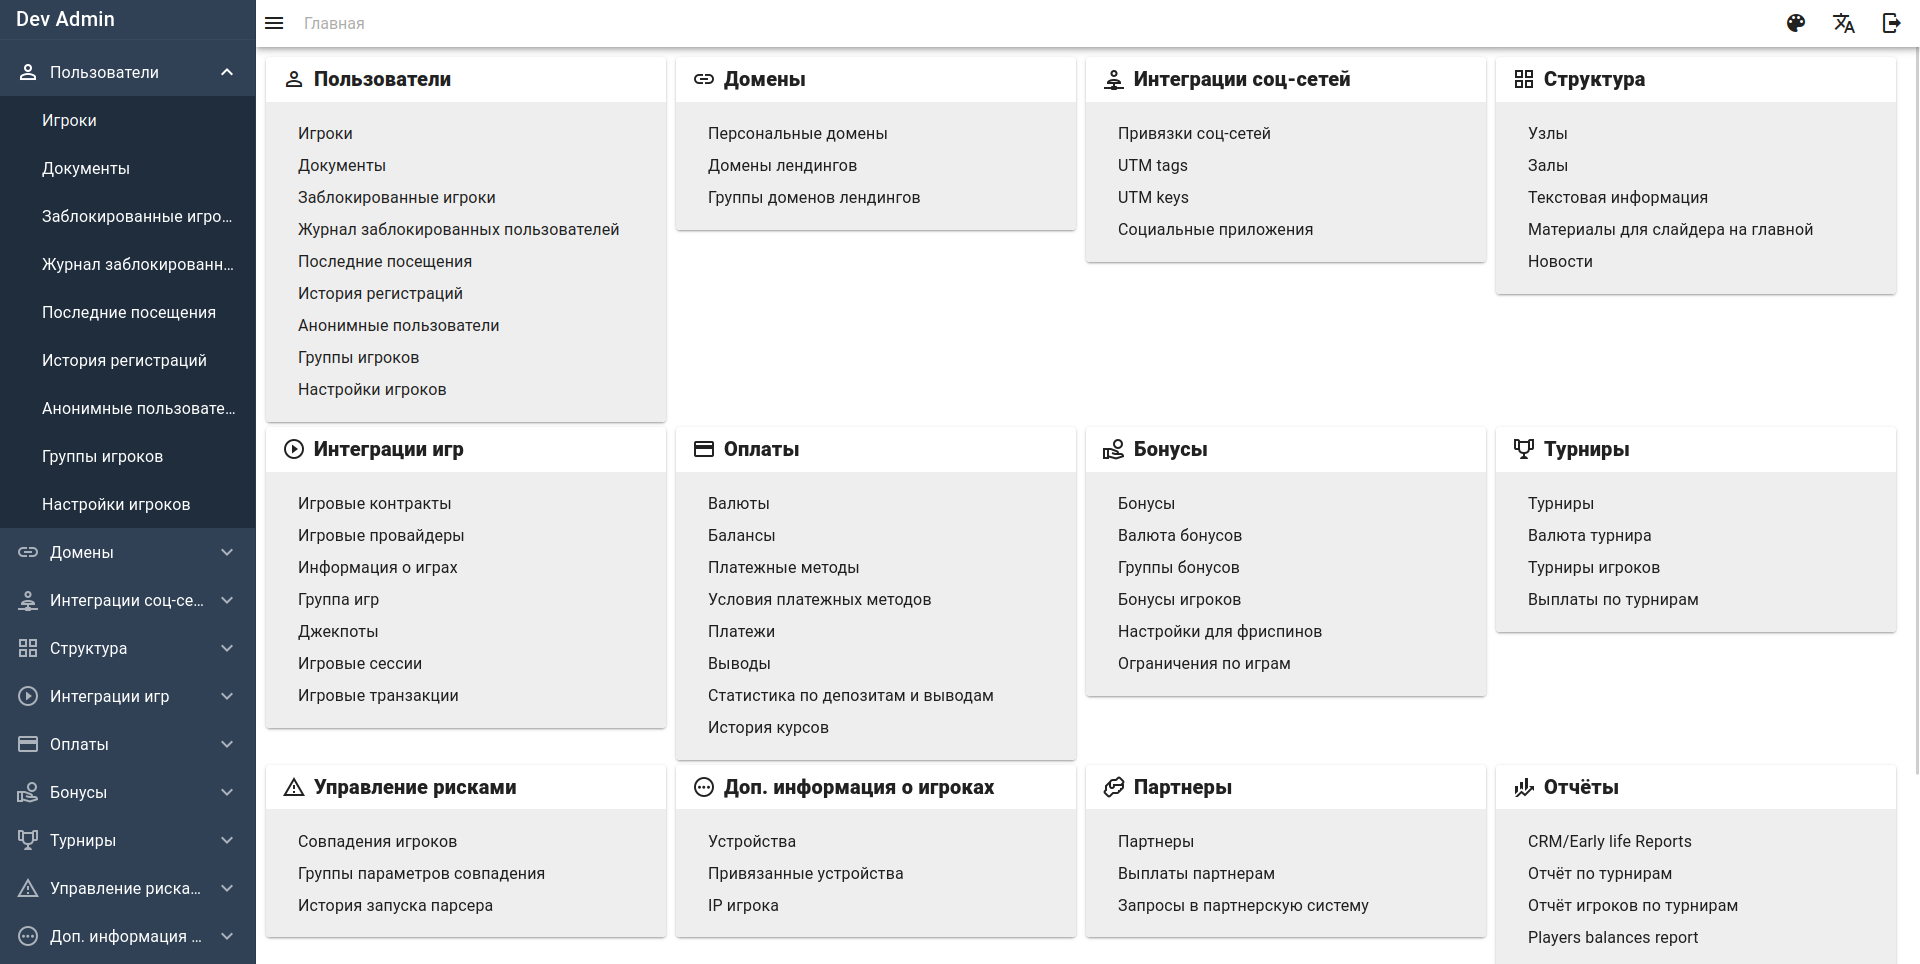 Dev Admin
Пользователи
Игроки
Документы
Заблокированные игро...
Журнал заблокированн...
Последние посещения
История регистраций
Анонимные пользовате...
Группы игроков
Настройки игроков
Домены
Интеграции соц-се...
Структура
Интеграции игр
Оплаты
Бонусы
Турниры
Управление риска...
Доп. информация ...
Главная
Пользователи
Игроки
Документы
Заблокированные игроки
Журнал заблокированных пользователей
Последние посещения
История регистраций
Анонимные пользователи
Группы игроков
Настройки игроков
Домены
Персональные домены
Домены лендингов
Группы доменов лендингов
Интеграции соц-сетей
Привязки соц-сетей
UTM tags
UTM keys
Социальные приложения
Структура
Узлы
Залы
Текстовая информация
Материалы для слайдера на главной
Новости
Интеграции игр
Игровые контракты
Игровые провайдеры
Информация о играх
Группа игр
Джекпоты
Игровые сессии
Игровые транзакции
Оплаты
Валюты
Балансы
Платежные методы
Условия платежных методов
Платежи
Выводы
Статистика по депозитам и выводам
История курсов
Бонусы
Бонусы
Валюта бонусов
Группы бонусов
Бонусы игроков
Настройки для фриспинов
Ограничения по играм
Турниры
Турниры
Валюта турнира
Турниры игроков
Выплаты по турнирам
Управление рисками
Совпадения игроков
Группы параметров совпадения
История запуска парсера
Доп. информация о игроках
Устройства
Привязанные устройства
IP игрока
Партнеры
Партнеры
Выплаты партнерам
Запросы в партнерскую систему
Отчёты
CRM/Early life Reports
Отчёт по турнирам
Отчёт игроков по турнирам
Players balances report